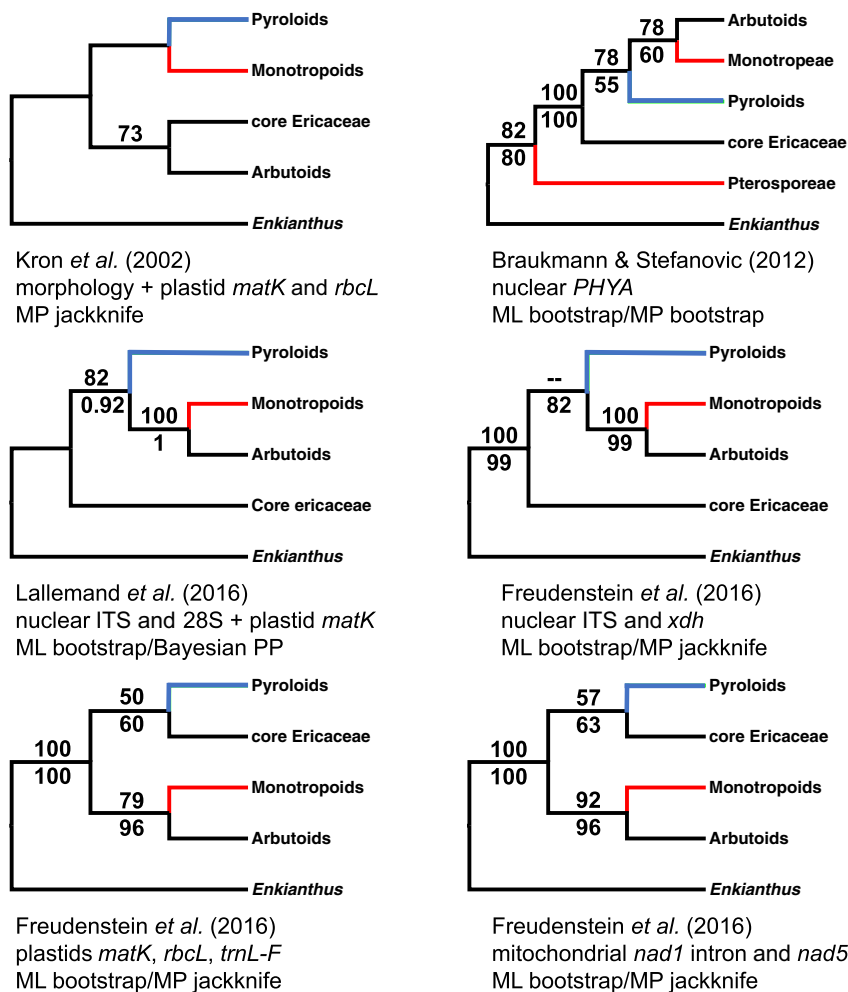 Pyroloids
Monotropoids
73
core Ericaceae
Arbutoids
Enkianthus
Kron et al. (2002)
morphology + plastid matK and rbcL
MP jackknife
78
Arbutoids
60
Monotropeae
78
55
Pyroloids
100
100
core Ericaceae
82
80
Pterosporeae
Enkianthus
Braukmann & Stefanovic (2012)
nuclear PHYA
ML bootstrap/MP bootstrap
Pyroloids
82
0.92
Monotropoids
100
1
Arbutoids
Core ericaceae
Enkianthus
Lallemand et al. (2016)
nuclear ITS and 28S + plastid matK
ML bootstrap/Bayesian PP
Pyroloids
--
82
Monotropoids
100
99
Arbutoids
100
99
core Ericaceae
Enkianthus
Freudenstein et al. (2016)
nuclear ITS and xdh
ML bootstrap/MP jackknife
Pyroloids
50
60
core Ericaceae
100
100
Monotropoids
79
96
Arbutoids
Enkianthus
Freudenstein et al. (2016)
plastids matK, rbcL, trnL-F
ML bootstrap/MP jackknife
Pyroloids
57
63
core Ericaceae
100
100
Monotropoids
92
96
Arbutoids
Enkianthus
Freudenstein et al. (2016)
mitochondrial nad1 intron and nad5
ML bootstrap/MP jackknife